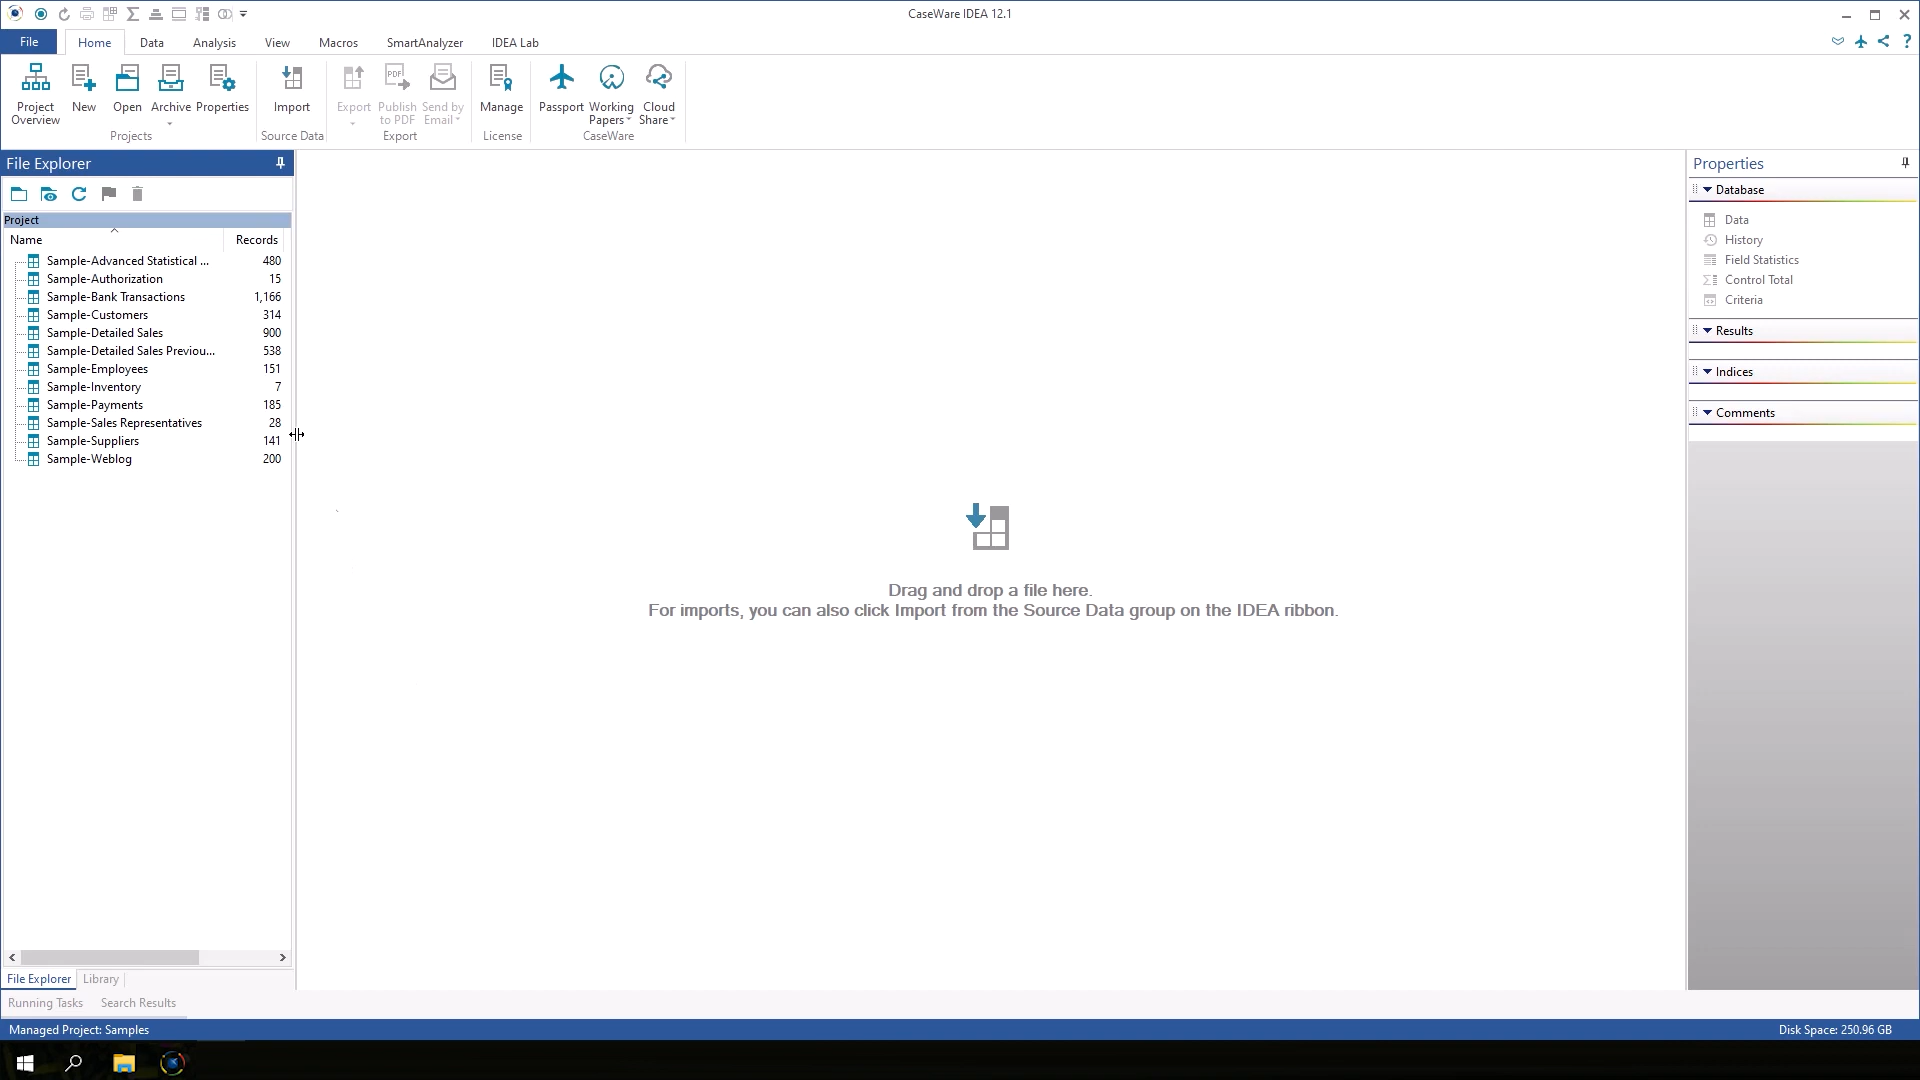 CaseWare IDEA 12.1
File Home Data Analysis View Macros SmartAnalyzer IDEA Lab
Project Overview New Open Archive Properties Import Export Publish to PDF Send by Email Manage Passport Working Papers Cloud Share
Projects Source Data Export License CaseWare
File Explorer
Project
Name Records
Sample-Advanced Statistical ... 480
Sample-Authorization 15
Sample-Bank Transactions 1,166
Sample-Customers 314
Sample-Detailed Sales 900
Sample-Detailed Sales Previou... 538
Sample-Employees 151
Sample-Inventory 7
Sample-Payments 185
Sample-Sales Representatives 28
Sample-Suppliers 141
Sample-Weblog 200
Drag and drop a file here.
For imports, you can also click Import from the Source Data group on the IDEA ribbon.
Properties
Database
Data
History
Field Statistics
Control Total
Criteria
Results
Indices
Comments
File Explorer Library
Running Tasks Search Results
Managed Project: Samples Disk Space: 250.96 GB